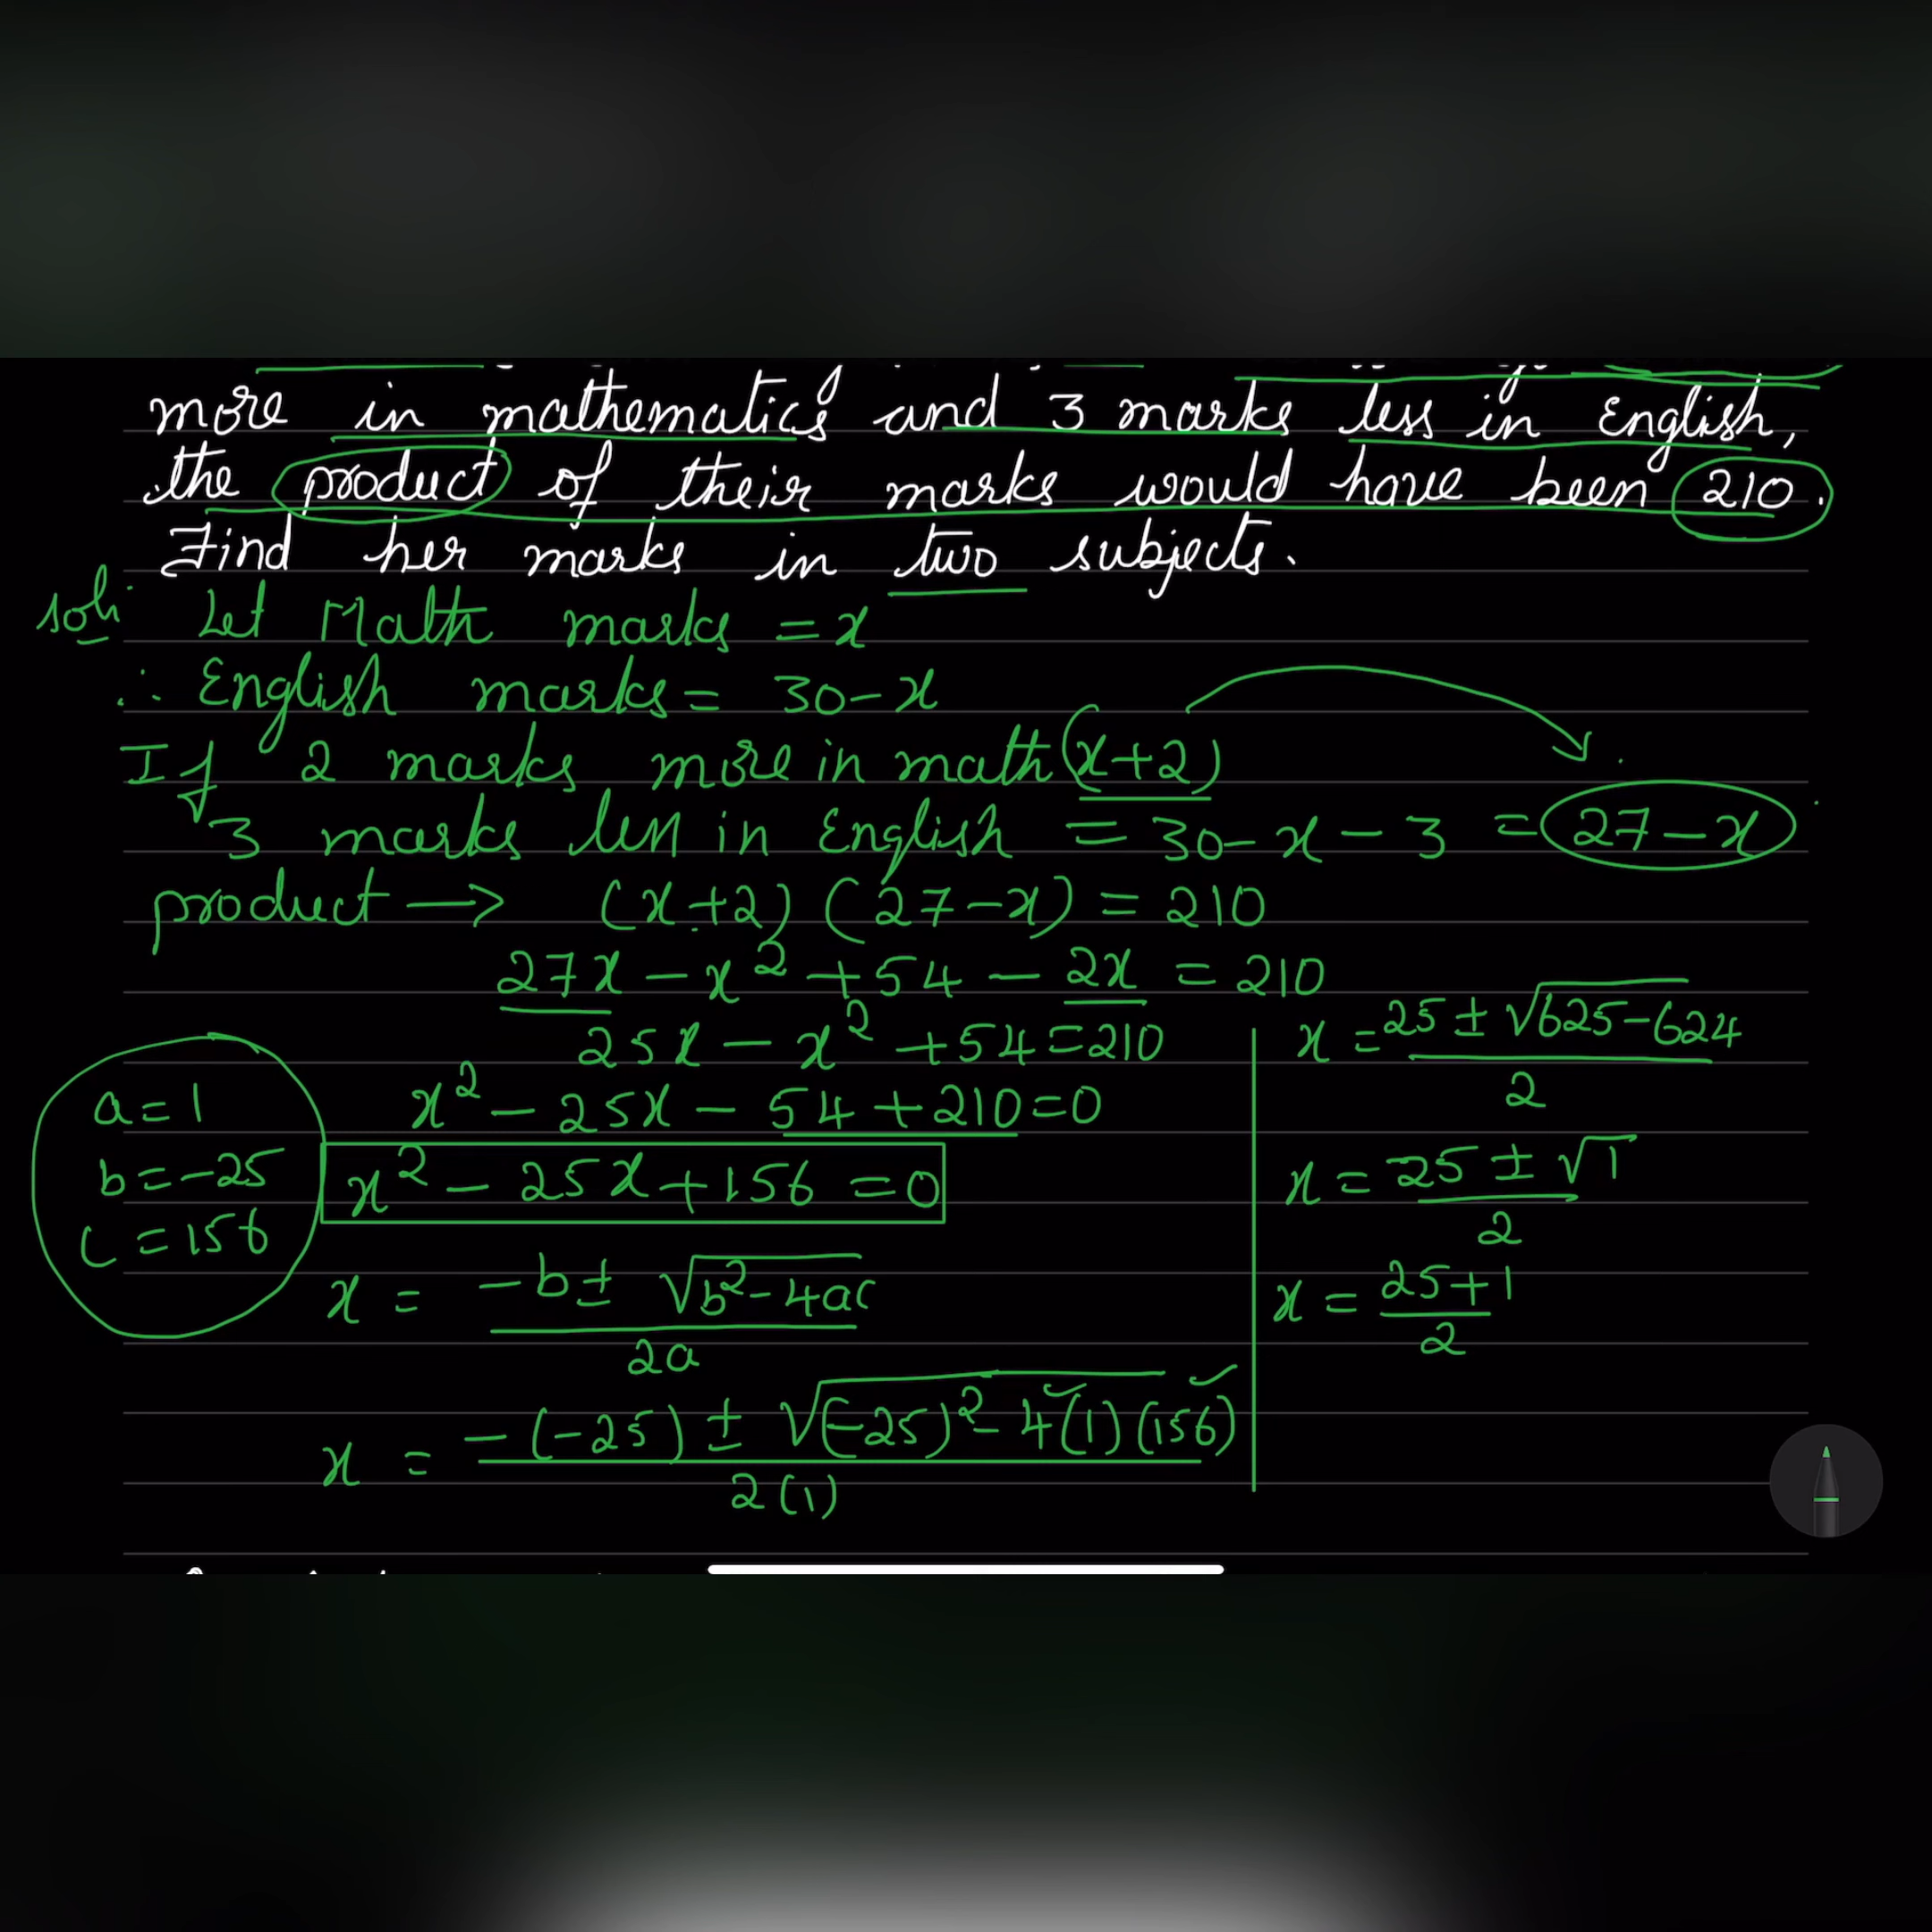 more in mathematics and 3 marks less in English,
the product of their marks would have been 210.
Find her marks in two subjects.
soln: Let Math marks = x
∴ English marks = 30 - x
If 2 marks more in math (x+2)
3 marks less in English = 30 - x - 3 = 27 - x
product → (x+2) (27-x) = 210
27x - x² + 54 - 2x = 210
25x - x² + 54 = 210
x² - 25x - 54 + 210 = 0
x² - 25x + 156 = 0
a = 1
b = -25
c = 156
x = -b ± √b² - 4ac
2a
x = -(-25) ± √(-25)² - 4(1)(156)
2(1)
x = 25 ± √625 - 624
2
x = 25 ± √1
2
x = 25 + 1
2